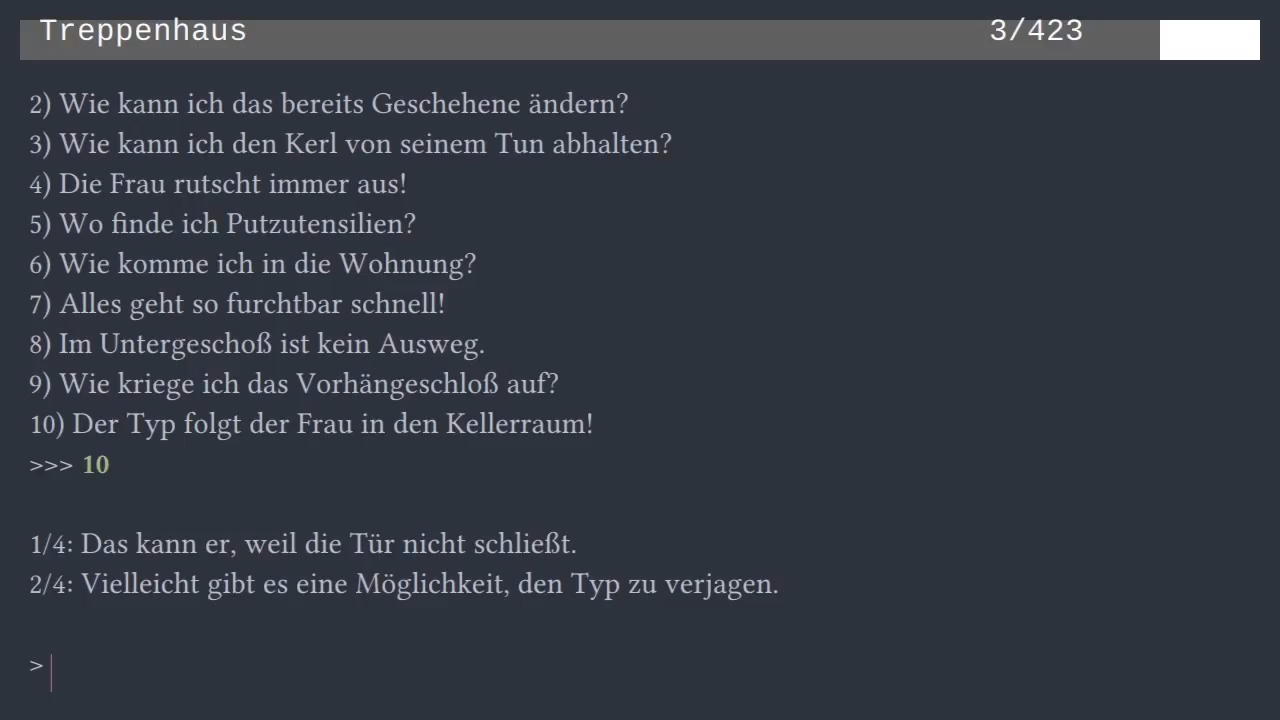 Treppenhaus 3/423
2) Wie kann ich das bereits Geschehene ändern?
3) Wie kann ich den Kerl von seinem Tun abhalten?
4) Die Frau rutscht immer aus!
5) Wo finde ich Putzutensilien?
6) Wie komme ich in die Wohnung?
7) Alles geht so furchtbar schnell!
8) Im Untergeschoß ist kein Ausweg.
9) Wie kriege ich das Vorhängeschloß auf?
10) Der Typ folgt der Frau in den Kellerraum!
>>> 10
1/4: Das kann er, weil die Tür nicht schließt.
2/4: Vielleicht gibt es eine Möglichkeit, den Typ zu verjagen.
>